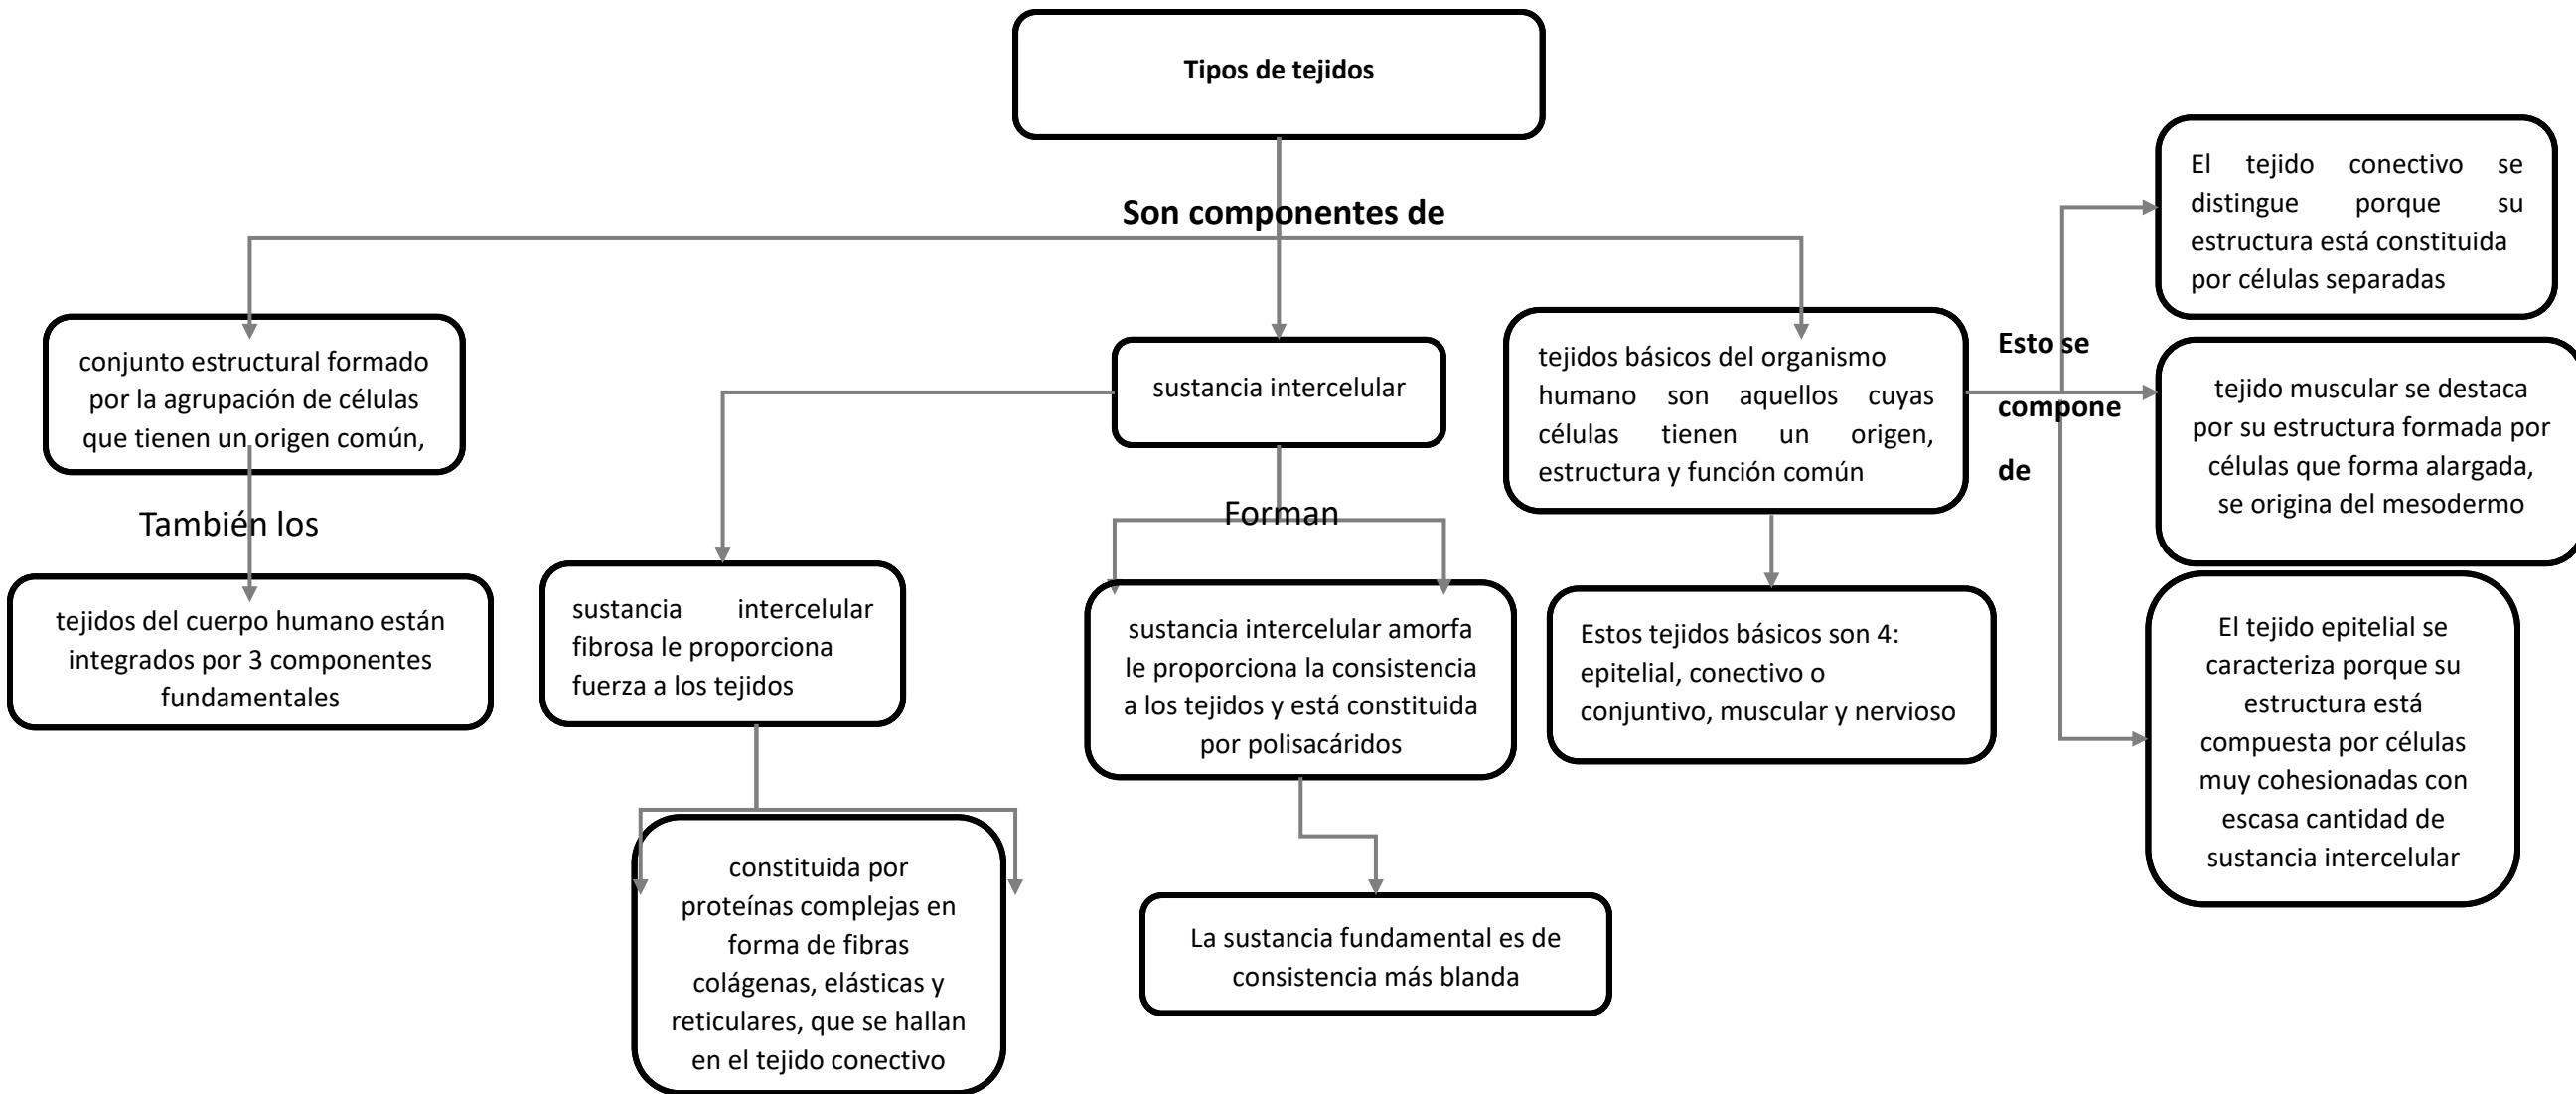 Tipos de tejidos
Son componentes de
conjunto estructural formado
por la agrupación de células
que tienen un origen común,
También los
tejidos del cuerpo humano están
integrados por 3 componentes
fundamentales
sustancia intercelular
Forman
sustancia intercelular
fibrosa le proporciona
fuerza a los tejidos
constituida por
proteínas complejas en
forma de fibras
colágenas, elásticas y
reticulares, que se hallan
en el tejido conectivo
sustancia intercelular amorfa
le proporciona la consistencia
a los tejidos y está constituida
por polisacáridos
La sustancia fundamental es de
consistencia más blanda
tejidos básicos del organismo
humano son aquellos cuyas
células tienen un origen,
estructura y función común
Estos tejidos básicos son 4:
epitelial, conectivo o
conjuntivo, muscular y nervioso
Esto se
compone
de
El tejido conectivo se
distingue porque su
estructura está constituida
por células separadas
tejido muscular se destaca
por su estructura formada por
células que forma alargada,
se origina del mesodermo
El tejido epitelial se
caracteriza porque su
estructura está
compuesta por células
muy cohesionadas con
escasa cantidad de
sustancia intercelular